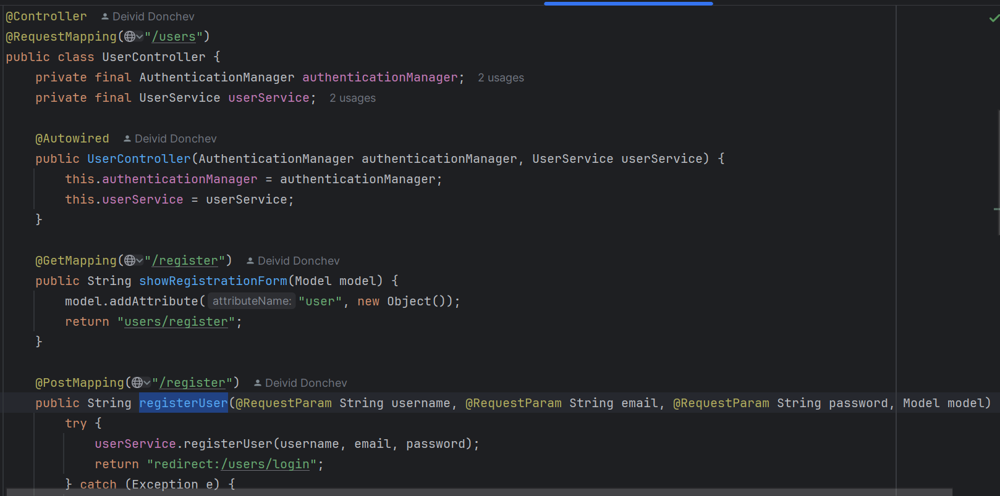 @Controller Deivid Donchev
@RequestMapping("/users")
public class UserController {
private final AuthenticationManager authenticationManager; 2 usages
private final UserService userService; 2 usages
@Autowired Deivid Donchev
public UserController(AuthenticationManager authenticationManager, UserService userService) {
this.authenticationManager = authenticationManager;
this.userService = userService;
}
@GetMapping("/register") Deivid Donchev
public String showRegistrationForm(Model model) {
model.addAttribute( attributeName: "user", new Object());
return "users/register";
}
@PostMapping("/register") Deivid Donchev
public String registerUser(@RequestParam String username, @RequestParam String email, @RequestParam String password, Model model)
try {
userService.registerUser(username, email, password);
return "redirect:/users/login";
} catch (Exception e) {